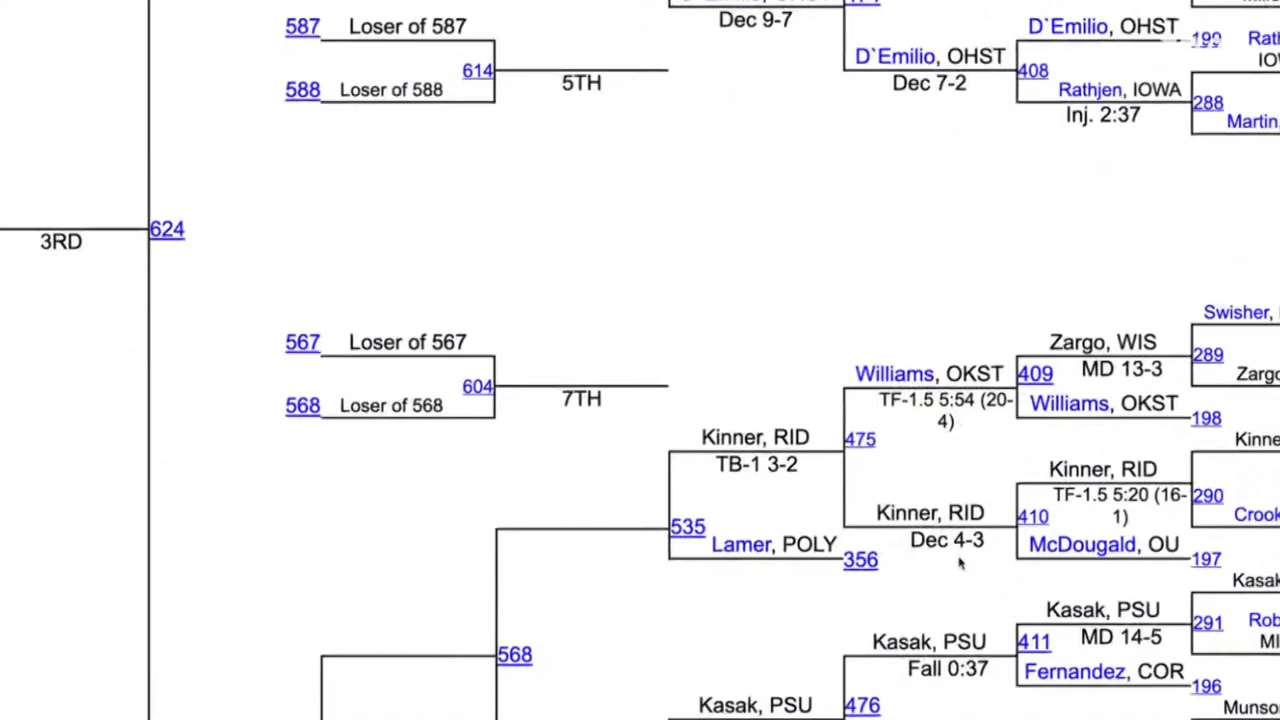 Dec 9-7
587 Loser of 587
614
5TH
588 Loser of 588
D`Emilio, OHST
Dec 7-2
D`Emilio, OHST
199
408
Rathjen, IOWA
Inj. 2:37
288
Martin,
3RD
624
567 Loser of 567
604
7TH
568 Loser of 568
Swisher,
Zargo, WIS
289
MD 13-3
409
Williams, OKST
TF-1.5 5:54 (20-
4)
Williams, OKST
198
Kinner, RID
TB-1 3-2
475
Kinner, RID
290
TF-1.5 5:20 (16-
1)
410
Kinner, RID
Dec 4-3
McDougald, OU
197
535
Lamer, POLY
356
Kasak, PSU
291
MD 14-5
411
Kasak, PSU
Fall 0:37
Fernandez, COR
196
568
Kasak, PSU
476